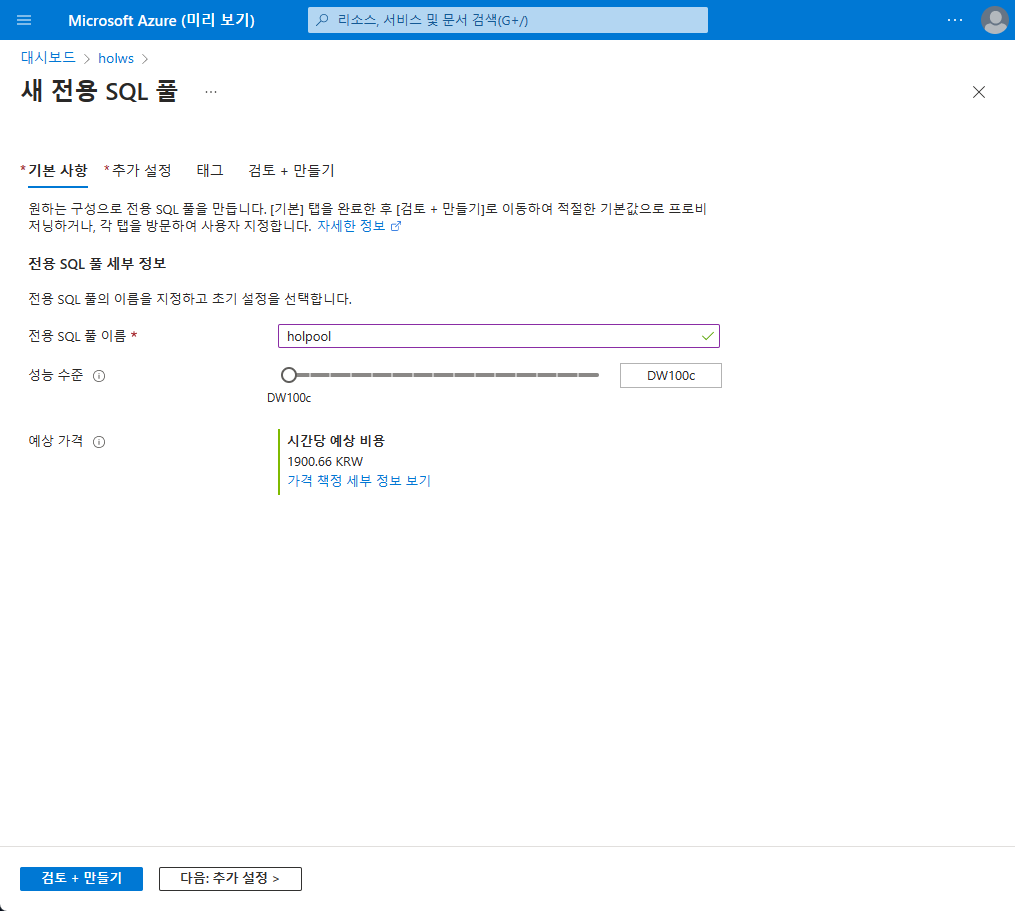 Microsoft Azure (미리 보기)
리소스, 서비스 및 문서 검색(G+/)
...
대시보드 > holws >
새 전용 SQL 풀 ...
* 기본 사항 * 추가 설정 태그 검토 + 만들기
원하는 구성으로 전용 SQL 풀을 만듭니다. [기본] 탭을 완료한 후 [검토 + 만들기]로 이동하여 적절한 기본값으로 프로비
저닝하거나, 각 탭을 방문하여 사용자 지정합니다. 자세한 정보
전용 SQL 풀 세부 정보
전용 SQL 풀의 이름을 지정하고 초기 설정을 선택합니다.
전용 SQL 풀 이름 * holpool
성능 수준 DW100c
DW100c
예상 가격 시간당 예상 비용
1900.66 KRW
가격 책정 세부 정보 보기
검토 + 만들기 다음: 추가 설정 >